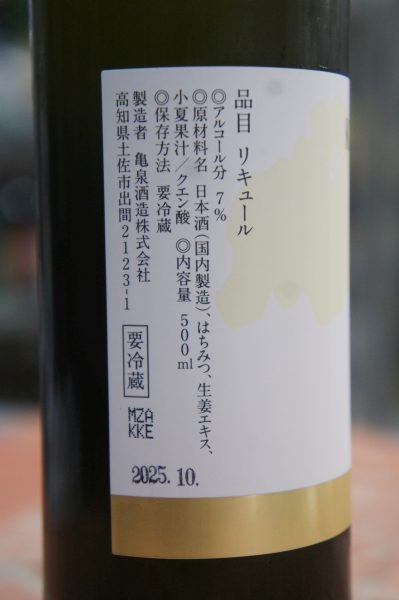 品目 リキュール
◎アルコール分 7%
◎原材料名 日本酒(国内製造)、はちみつ、生姜エキス、
小夏果汁/クエン酸 ◎内容量 500ml
◎保存方法 要冷蔵
製造者 亀泉酒造株式会社
高知県土佐市出間2123-1
要冷蔵
MZA
KKE
2025.10.